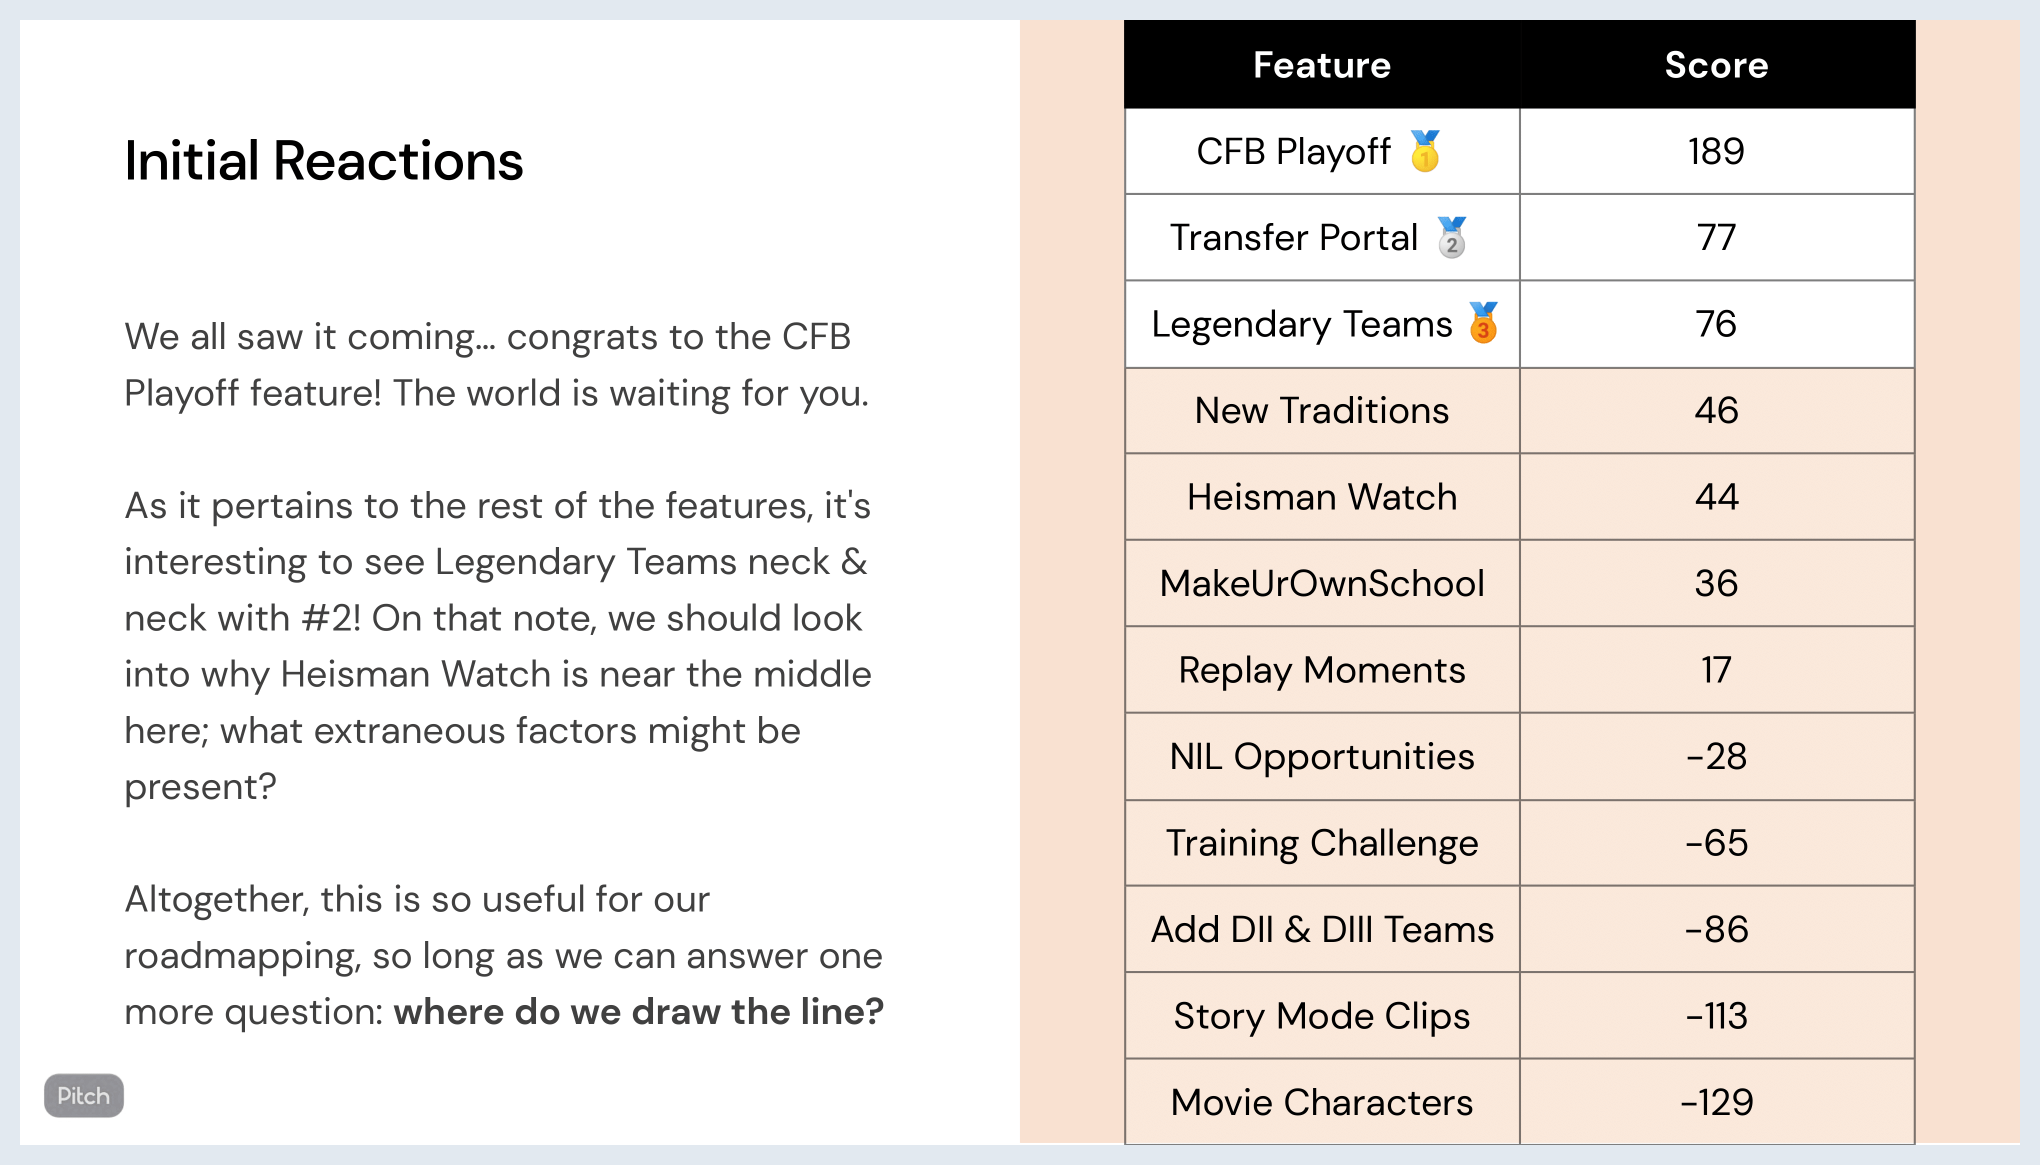 Initial Reactions
We all saw it coming... congrats to the CFB
Playoff feature! The world is waiting for you.
As it pertains to the rest of the features, it's
interesting to see Legendary Teams neck &
neck with #2! On that note, we should look
into why Heisman Watch is near the middle
here; what extraneous factors might be
present?
Altogether, this is so useful for our
roadmapping, so long as we can answer one
more question: where do we draw the line?
Pitch
Feature Score
CFB Playoff 🥇 189
Transfer Portal 🥈 77
Legendary Teams 🥉 76
New Traditions 46
Heisman Watch 44
MakeUrOwnSchool 36
Replay Moments 17
NIL Opportunities -28
Training Challenge -65
Add DII & DIII Teams -86
Story Mode Clips -113
Movie Characters -129